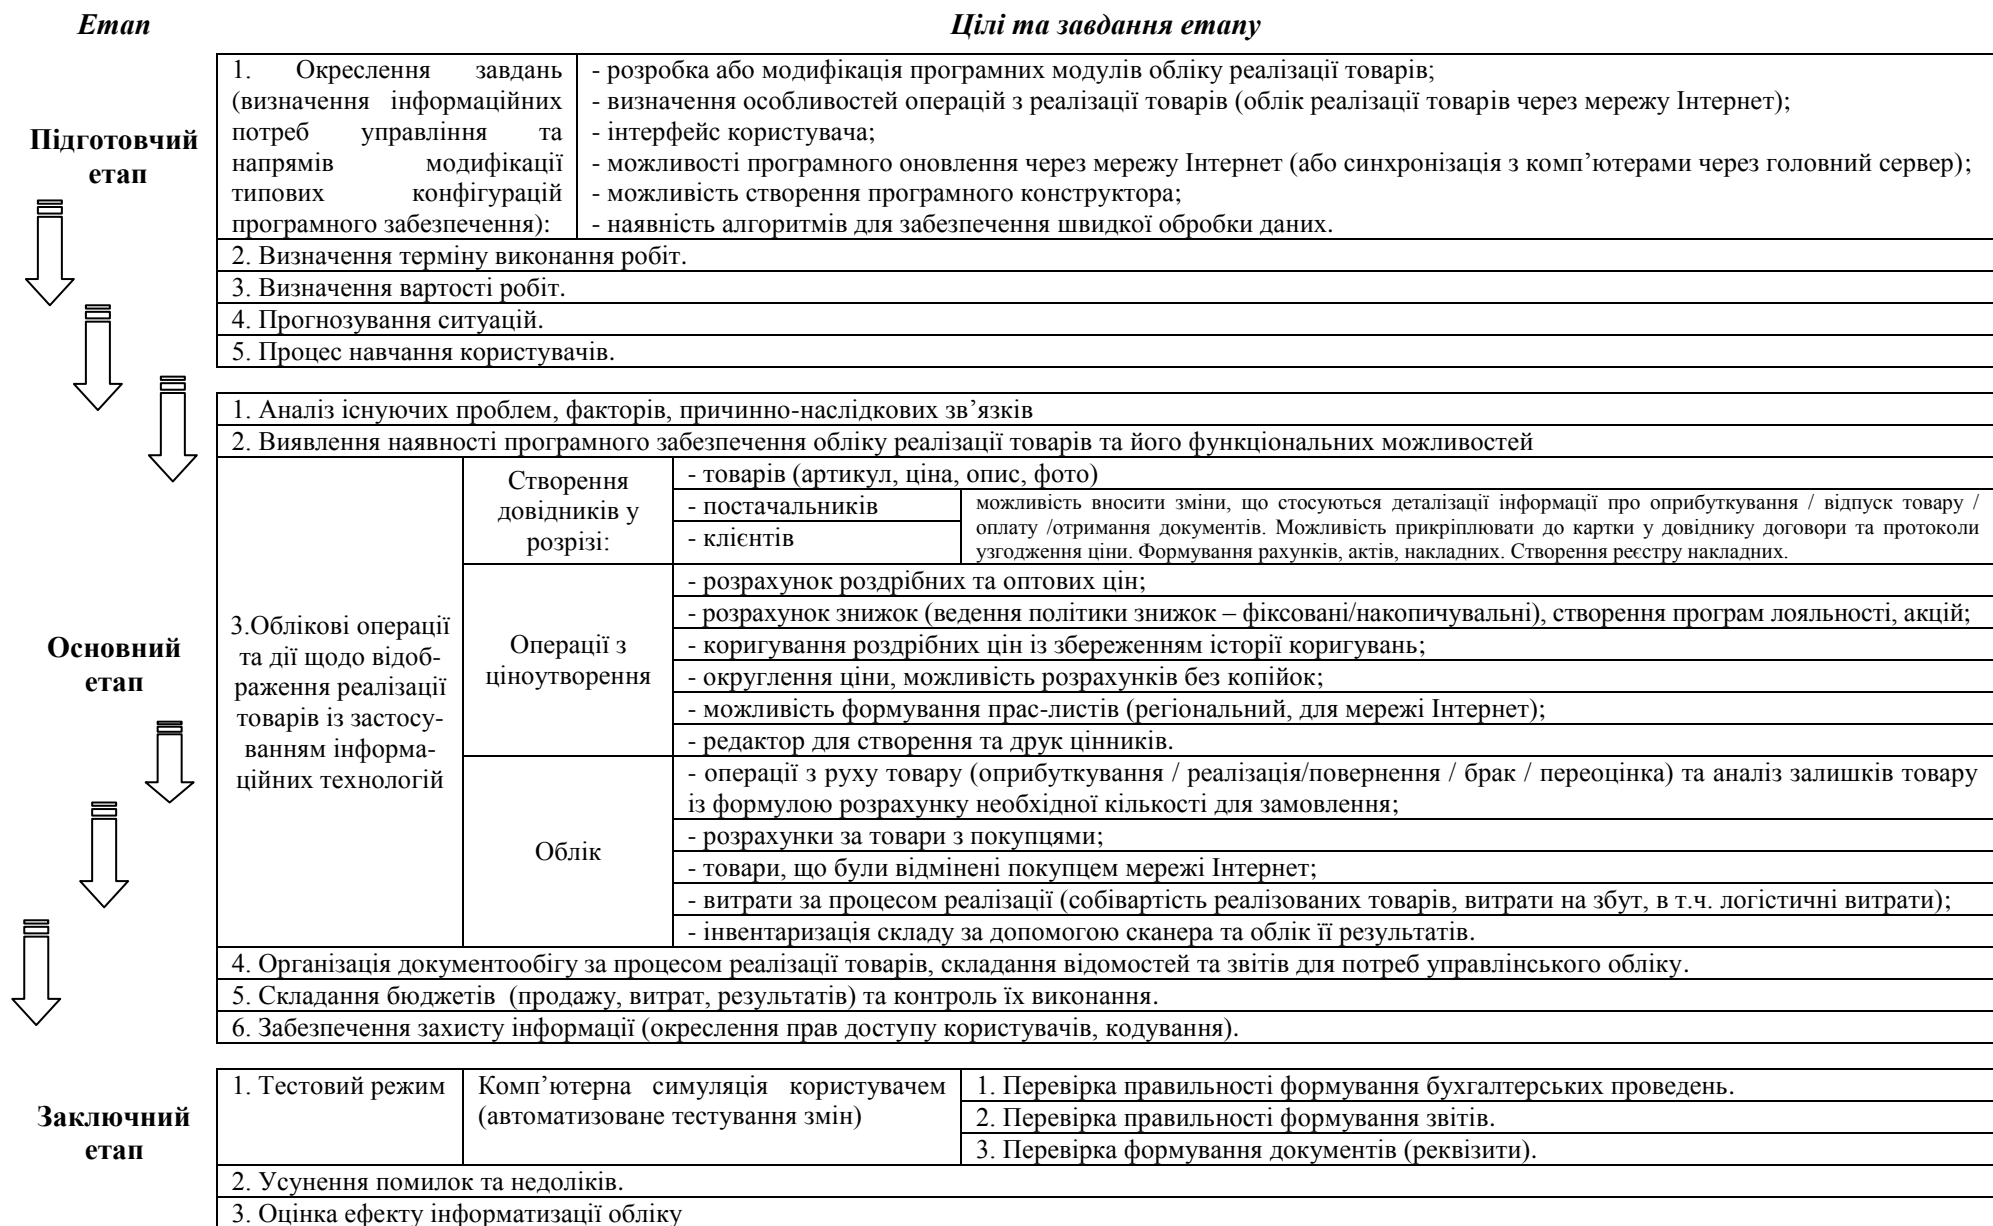 Етап
Цілі та завдання етапу
Підготовчий
етап
1. Окреслення завдань
(визначення інформаційних
потреб управління та
напрямів модифікації
типових конфігурацій
програмного забезпечення):
- розробка або модифікація програмних модулів обліку реалізації товарів;
- визначення особливостей операцій з реалізації товарів (облік реалізації товарів через мережу Інтернет);
- інтерфейс користувача;
- можливості програмного оновлення через мережу Інтернет (або синхронізація з комп’ютерами через головний сервер);
- можливість створення програмного конструктора;
- наявність алгоритмів для забезпечення швидкої обробки даних.
2. Визначення терміну виконання робіт.
3. Визначення вартості робіт.
4. Прогнозування ситуацій.
5. Процес навчання користувачів.
Основний
етап
1. Аналіз існуючих проблем, факторів, причинно-наслідкових зв’язків
2. Виявлення наявності програмного забезпечення обліку реалізації товарів та його функціональних можливостей
3.Облікові операції
та дії щодо відоб-
раження реалізації
товарів із застосу-
ванням інформа-
ційних технологій
Створення
довідників у
розрізі:
- товарів (артикул, ціна, опис, фото)
- постачальників
- клієнтів
можливість вносити зміни, що стосуються деталізації інформації про оприбуткування / відпуск товару /
оплату /отримання документів. Можливість прикріплювати до картки у довіднику договори та протоколи
узгодження ціни. Формування рахунків, актів, накладних. Створення реєстру накладних.
Операції з
ціноутворення
- розрахунок роздрібних та оптових цін;
- розрахунок знижок (ведення політики знижок – фіксовані/накопичувальні), створення програм лояльності, акцій;
- коригування роздрібних цін із збереженням історії коригувань;
- округлення ціни, можливість розрахунків без копійок;
- можливість формування прас-листів (регіональний, для мережі Інтернет);
- редактор для створення та друк цінників.
Облік
- операції з руху товару (оприбуткування / реалізація/повернення / брак / переоцінка) та аналіз залишків товару
із формулою розрахунку необхідної кількості для замовлення;
- розрахунки за товари з покупцями;
- товари, що були відмінені покупцем мережі Інтернет;
- витрати за процесом реалізації (собівартість реалізованих товарів, витрати на збут, в т.ч. логістичні витрати);
- інвентаризація складу за допомогою сканера та облік її результатів.
4. Організація документообігу за процесом реалізації товарів, складання відомостей та звітів для потреб управлінського обліку.
5. Складання бюджетів (продажу, витрат, результатів) та контроль їх виконання.
6. Забезпечення захисту інформації (окреслення прав доступу користувачів, кодування).
Заключний
етап
1. Тестовий режим
Комп’ютерна симуляція користувачем
(автоматизоване тестування змін)
1. Перевірка правильності формування бухгалтерських проведень.
2. Перевірка правильності формування звітів.
3. Перевірка формування документів (реквізити).
2. Усунення помилок та недоліків.
3. Оцінка ефекту інформатизації обліку